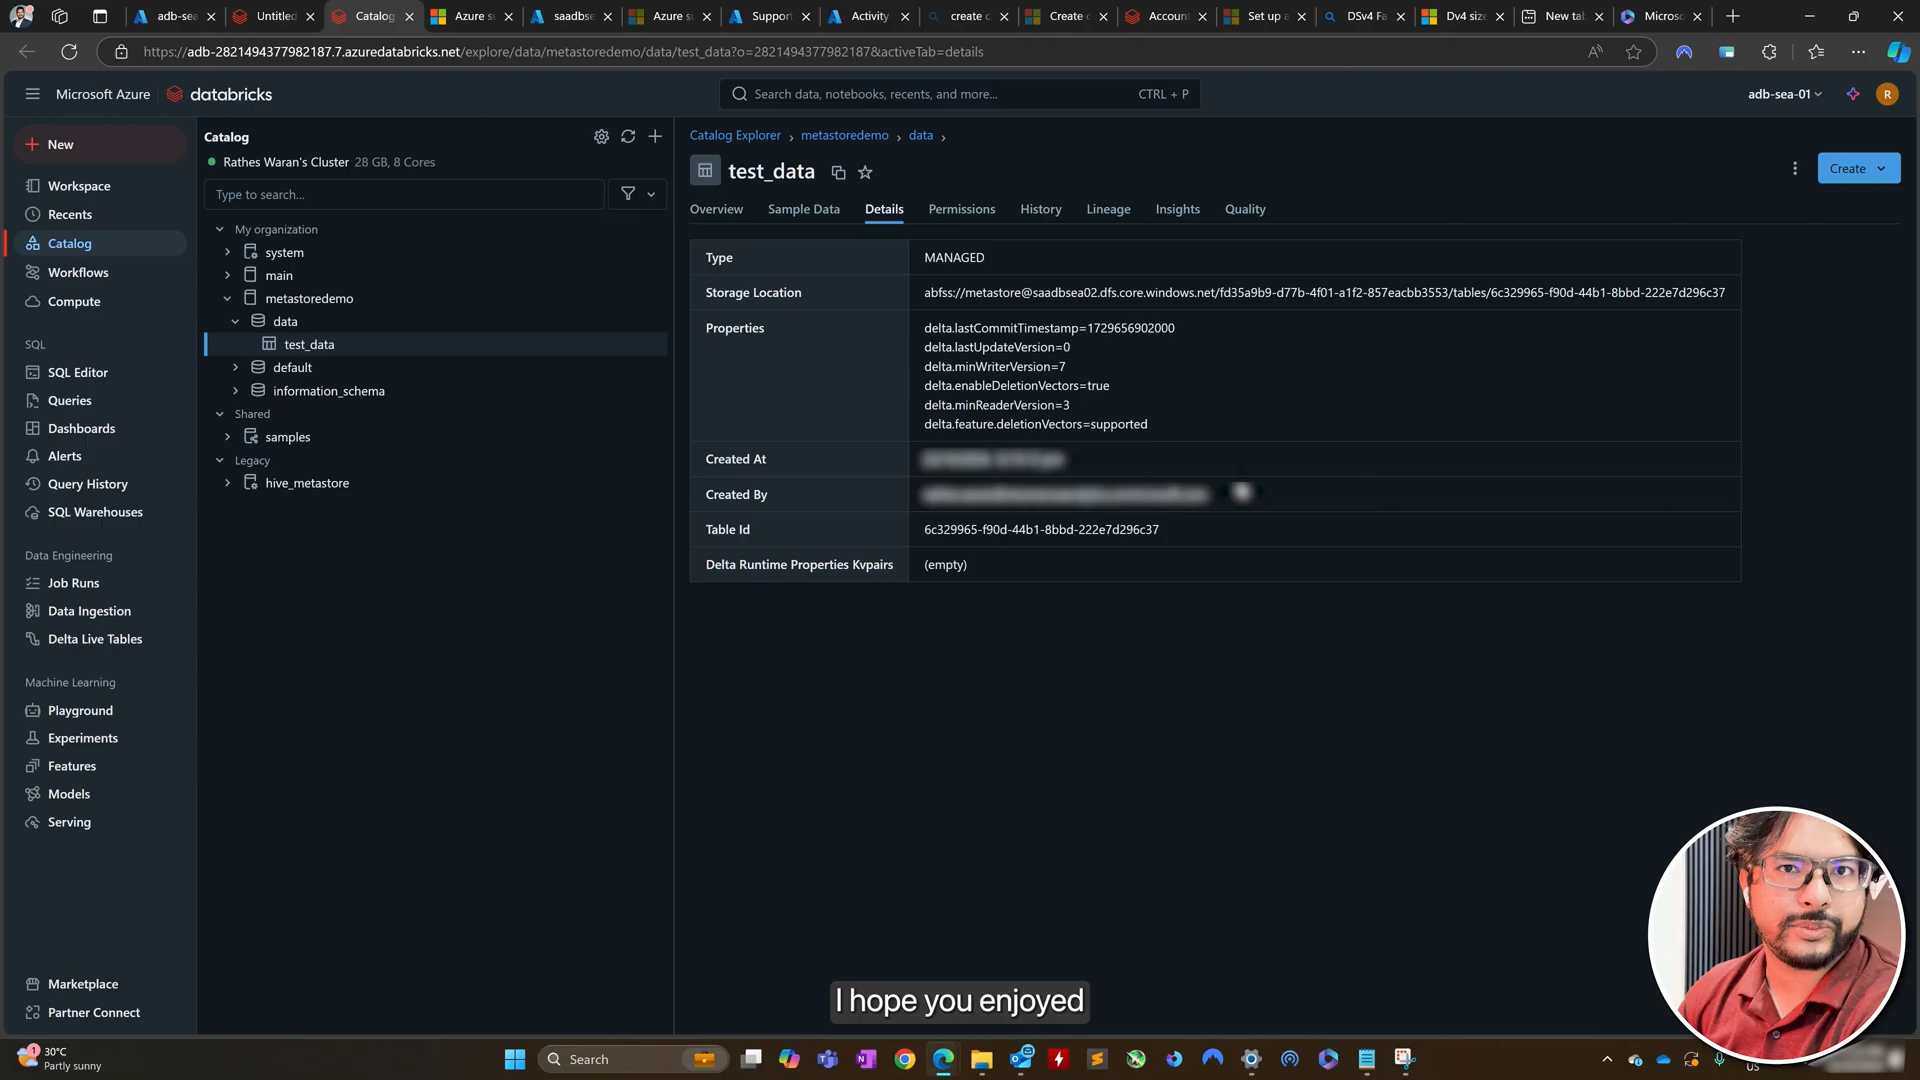 adb-sea
Untitled
Catalog
Azure su
saadbse
Azure su
Support
Activity
create c
Create c
Account
Set up a
DSv4 Fa
Dv4 size
New tab
Microso
https://adb-2821494377982187.7.azuredatabricks.net/explore/data/metastoredemo/data/test_data?o=2821494377982187&activeTab=details
Microsoft Azure
databricks
Search data, notebooks, recents, and more...
CTRL + P
adb-sea-01
R
New
Workspace
Recents
Catalog
Workflows
Compute
SQL
SQL Editor
Queries
Dashboards
Alerts
Query History
SQL Warehouses
Data Engineering
Job Runs
Data Ingestion
Delta Live Tables
Machine Learning
Playground
Experiments
Features
Models
Serving
Marketplace
Partner Connect
Catalog
Rathes Waran's Cluster 28 GB, 8 Cores
Type to search...
My organization
system
main
metastoredemo
data
test_data
default
information_schema
Shared
samples
Legacy
hive_metastore
Catalog Explorer > metastoredemo > data >
test_data
Create
Overview Sample Data Details Permissions History Lineage Insights Quality
Type MANAGED
Storage Location abfss://metastore@saadbsea02.dfs.core.windows.net/fd35a9b9-d77b-4f01-a1f2-857eacbb3553/tables/6c329965-f90d-44b1-8bbd-222e7d296c37
Properties delta.lastCommitTimestamp=1729656902000
delta.lastUpdateVersion=0
delta.minWriterVersion=7
delta.enableDeletionVectors=true
delta.minReaderVersion=3
delta.feature.deletionVectors=supported
Created At
Created By
Table Id 6c329965-f90d-44b1-8bbd-222e7d296c37
Delta Runtime Properties Kvpairs (empty)
I hope you enjoyed
1
30°C
Partly sunny
Search
US